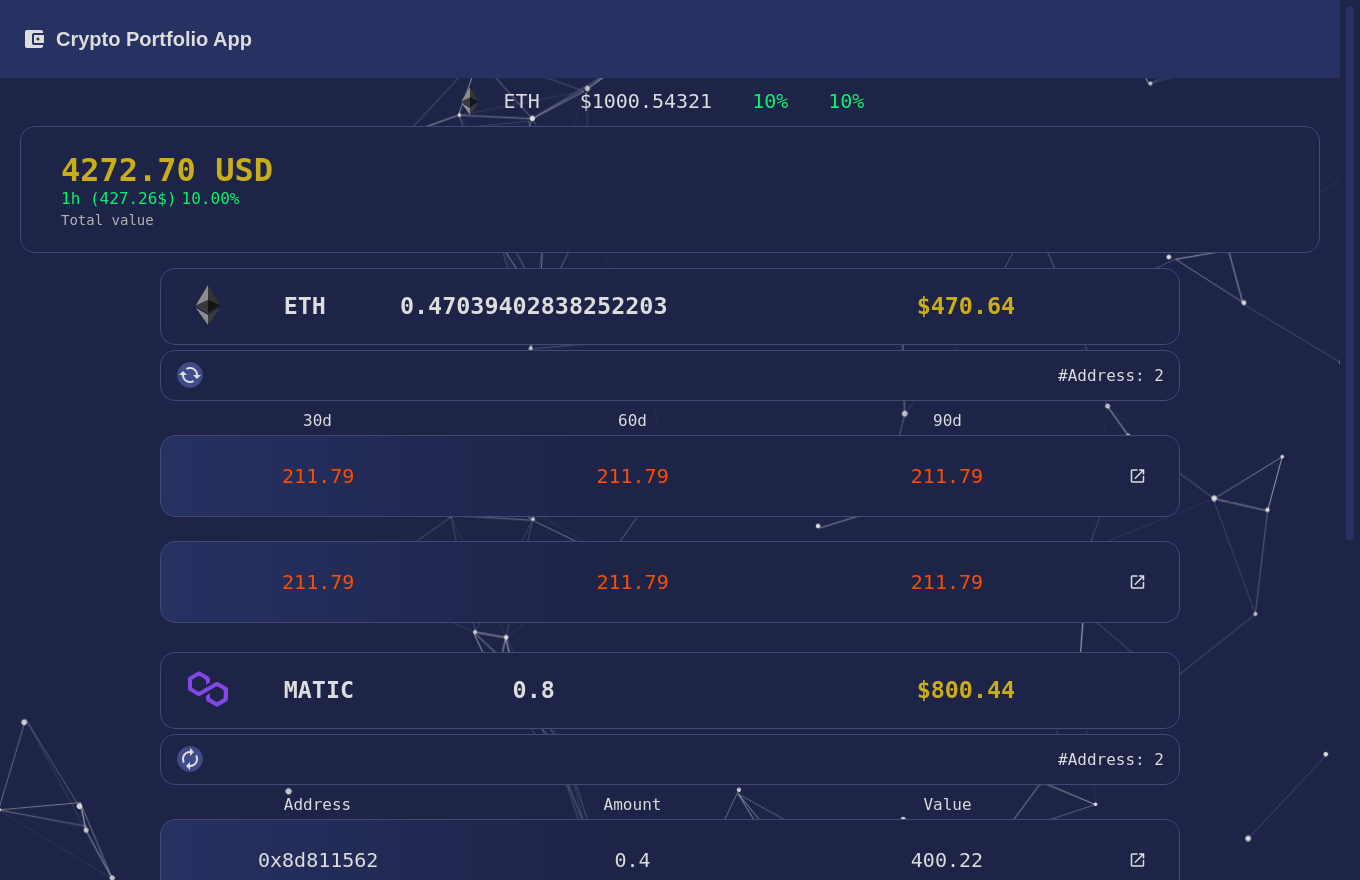 Crypto Portfolio App
ETH $1000.54321 10% 10%
4272.70 USD
1h (427.26$) 10.00%
Total value
ETH 0.47039402838252203 $470.64
#Address: 2
30d 60d 90d
211.79 211.79 211.79
211.79 211.79 211.79
MATIC 0.8 $800.44
#Address: 2
Address Amount Value
0x8d811562 0.4 400.22